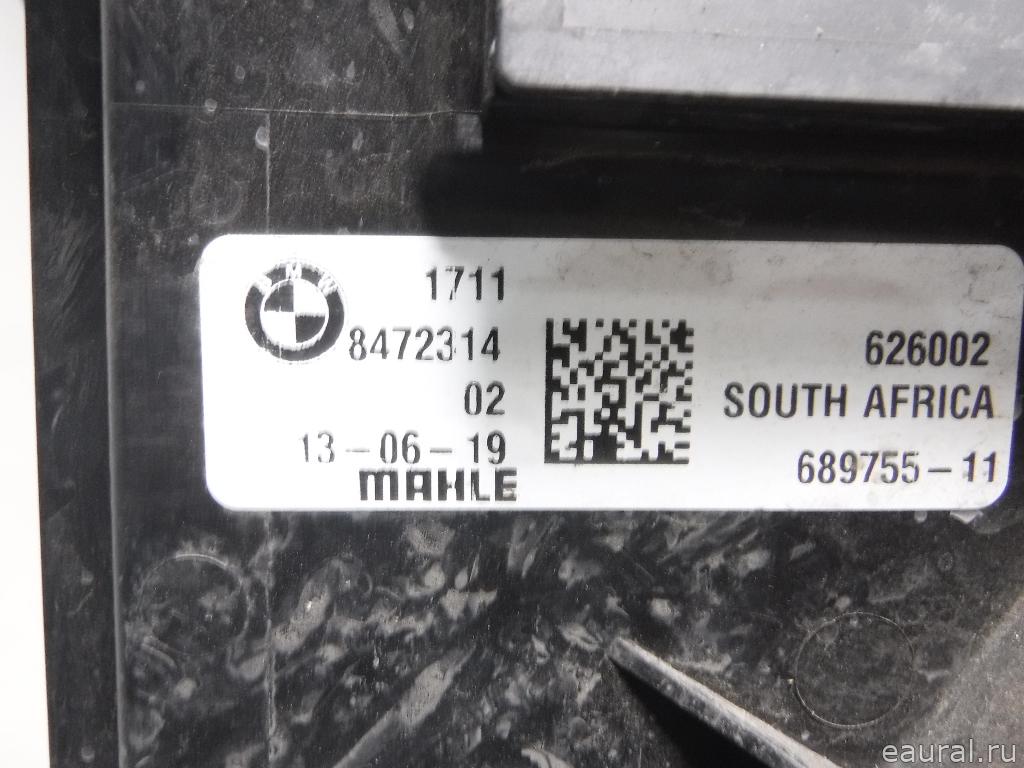 BMW
1711
8472314
02
13-06-19
MAHLE
626002
SOUTH AFRICA
689755-11
eaural.ru